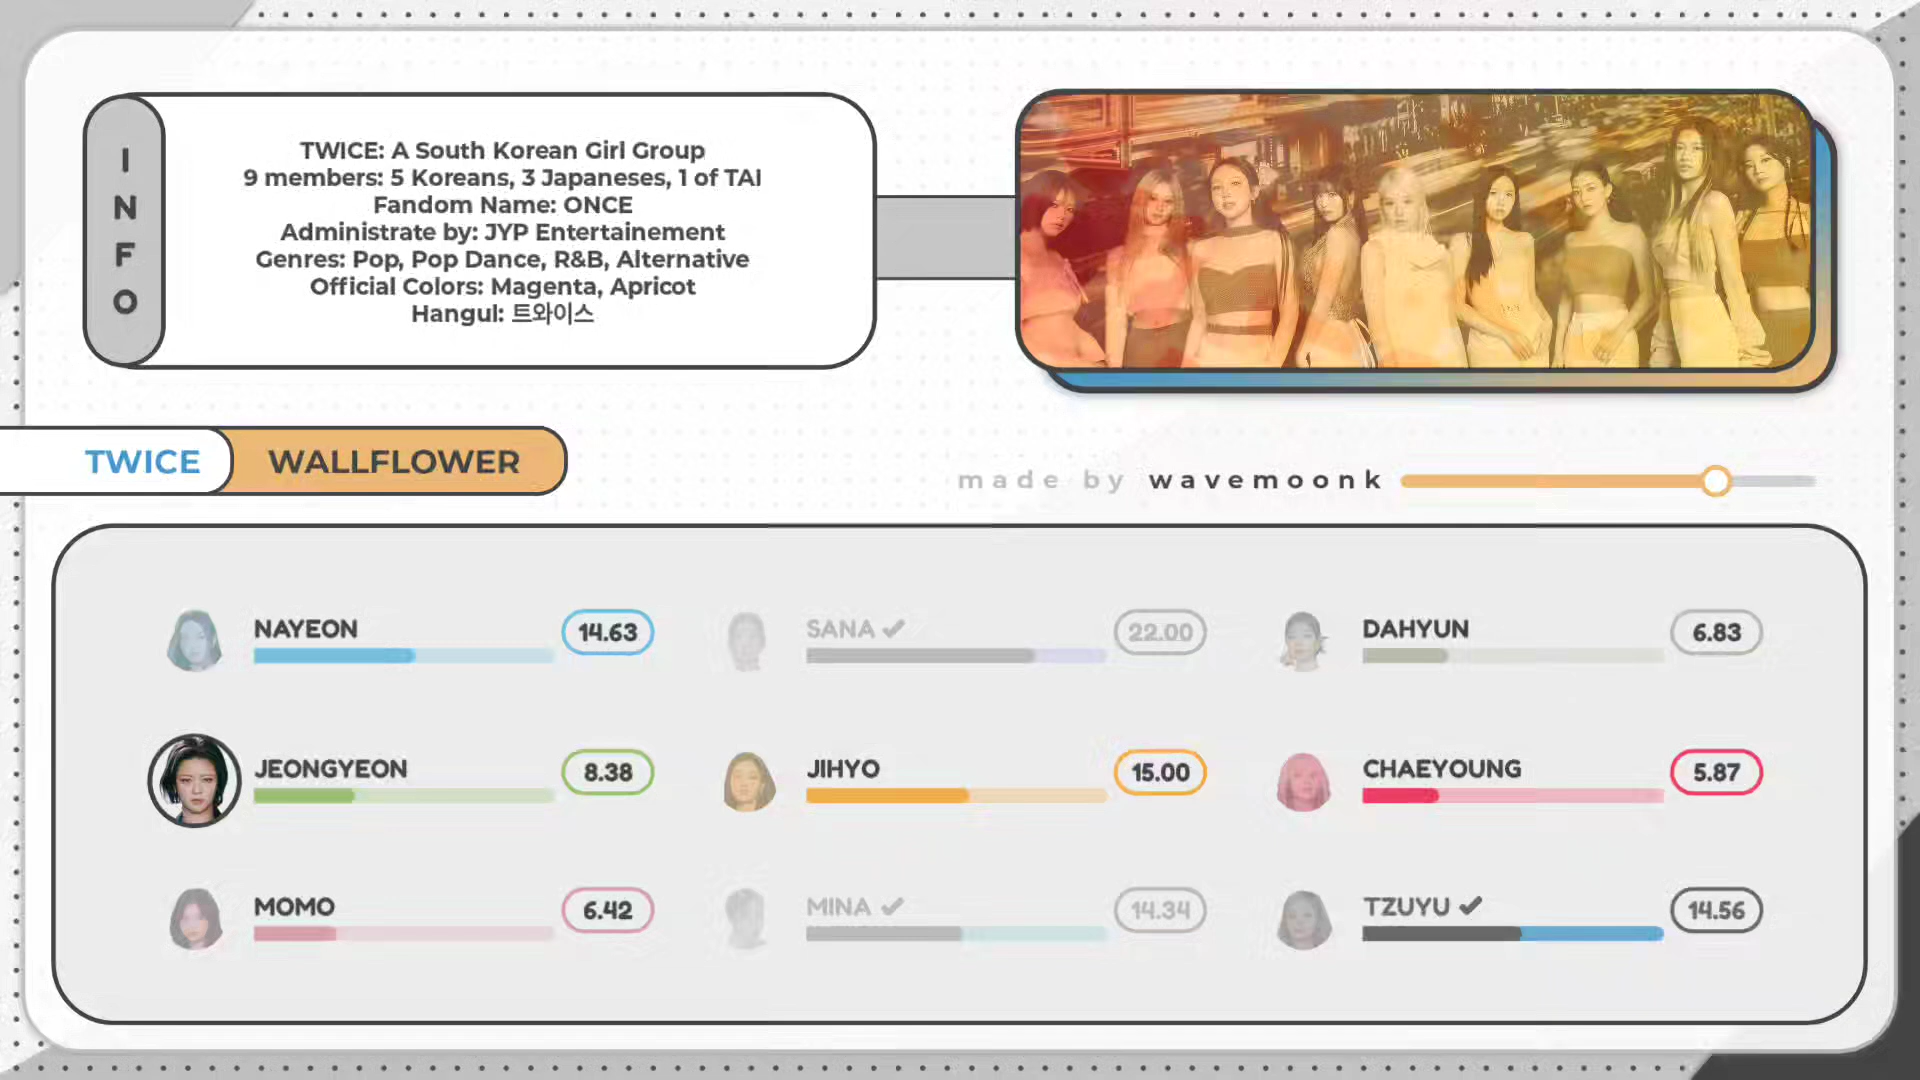 INFO
TWICE: A South Korean Girl Group
9 members: 5 Koreans, 3 Japaneses, 1 of TAI
Fandom Name: ONCE
Administrate by: JYP Entertainement
Genres: Pop, Pop Dance, R&B, Alternative
Official Colors: Magenta, Apricot
Hangul: 트와이스
TWICE WALLFLOWER
made by wavemoonk
NAYEON 14.63
SANA ✔ 22.00
DAHYUN 6.83
JEONGYEON 8.38
JIHYO 15.00
CHAEYOUNG 5.87
MOMO 6.42
MINA ✔ 14.34
TZUYU ✔ 14.56